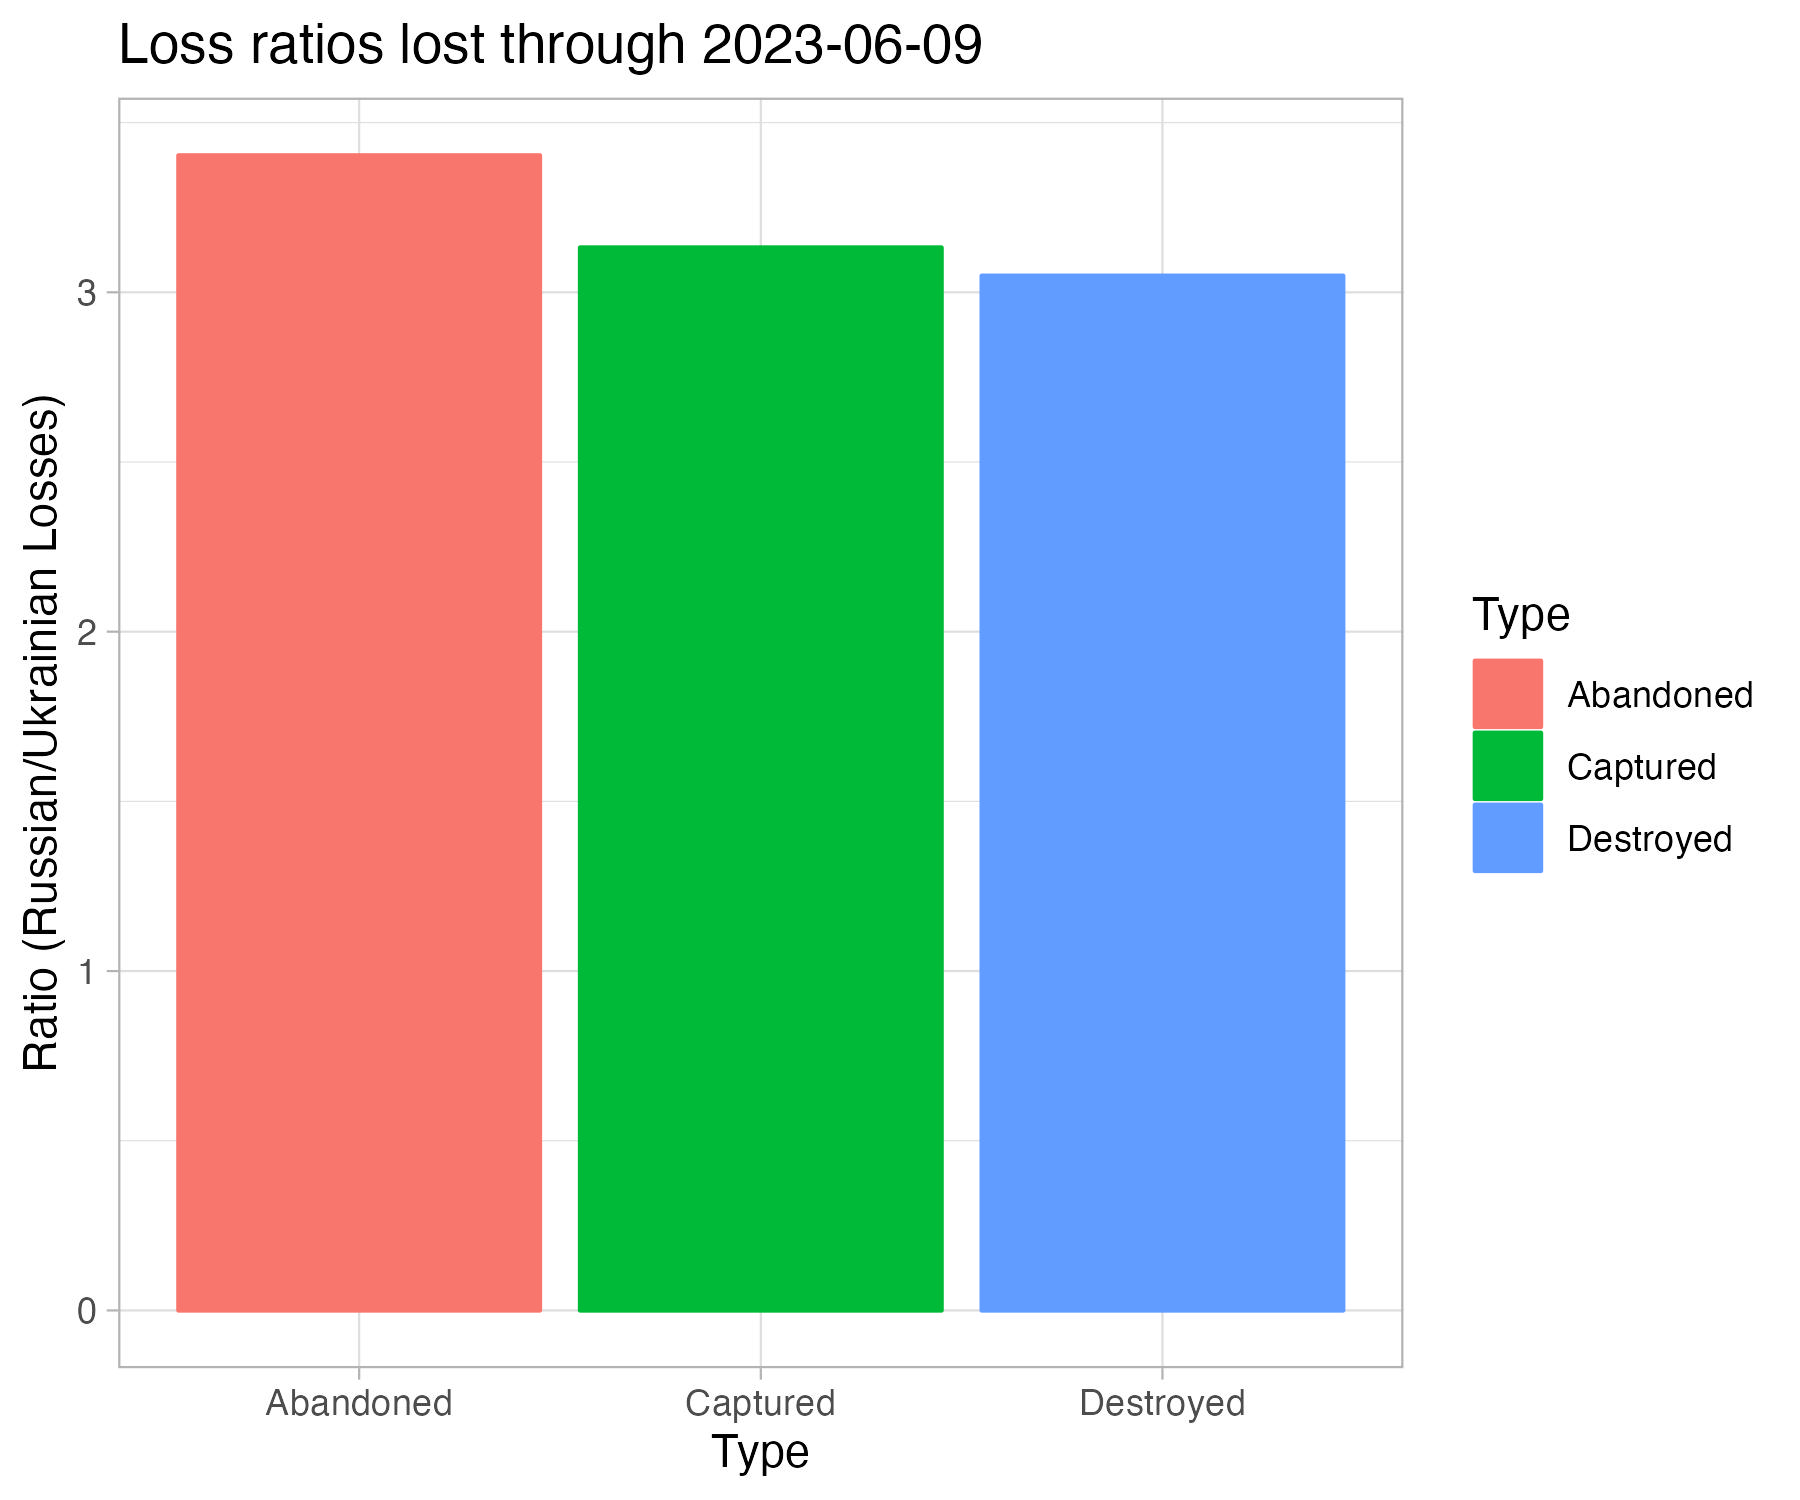 Loss ratios lost through 2023-06-09
Ratio (Russian/Ukrainian Losses)
3
2
1
0
Abandoned
Captured
Destroyed
Type
Type
Abandoned
Captured
Destroyed